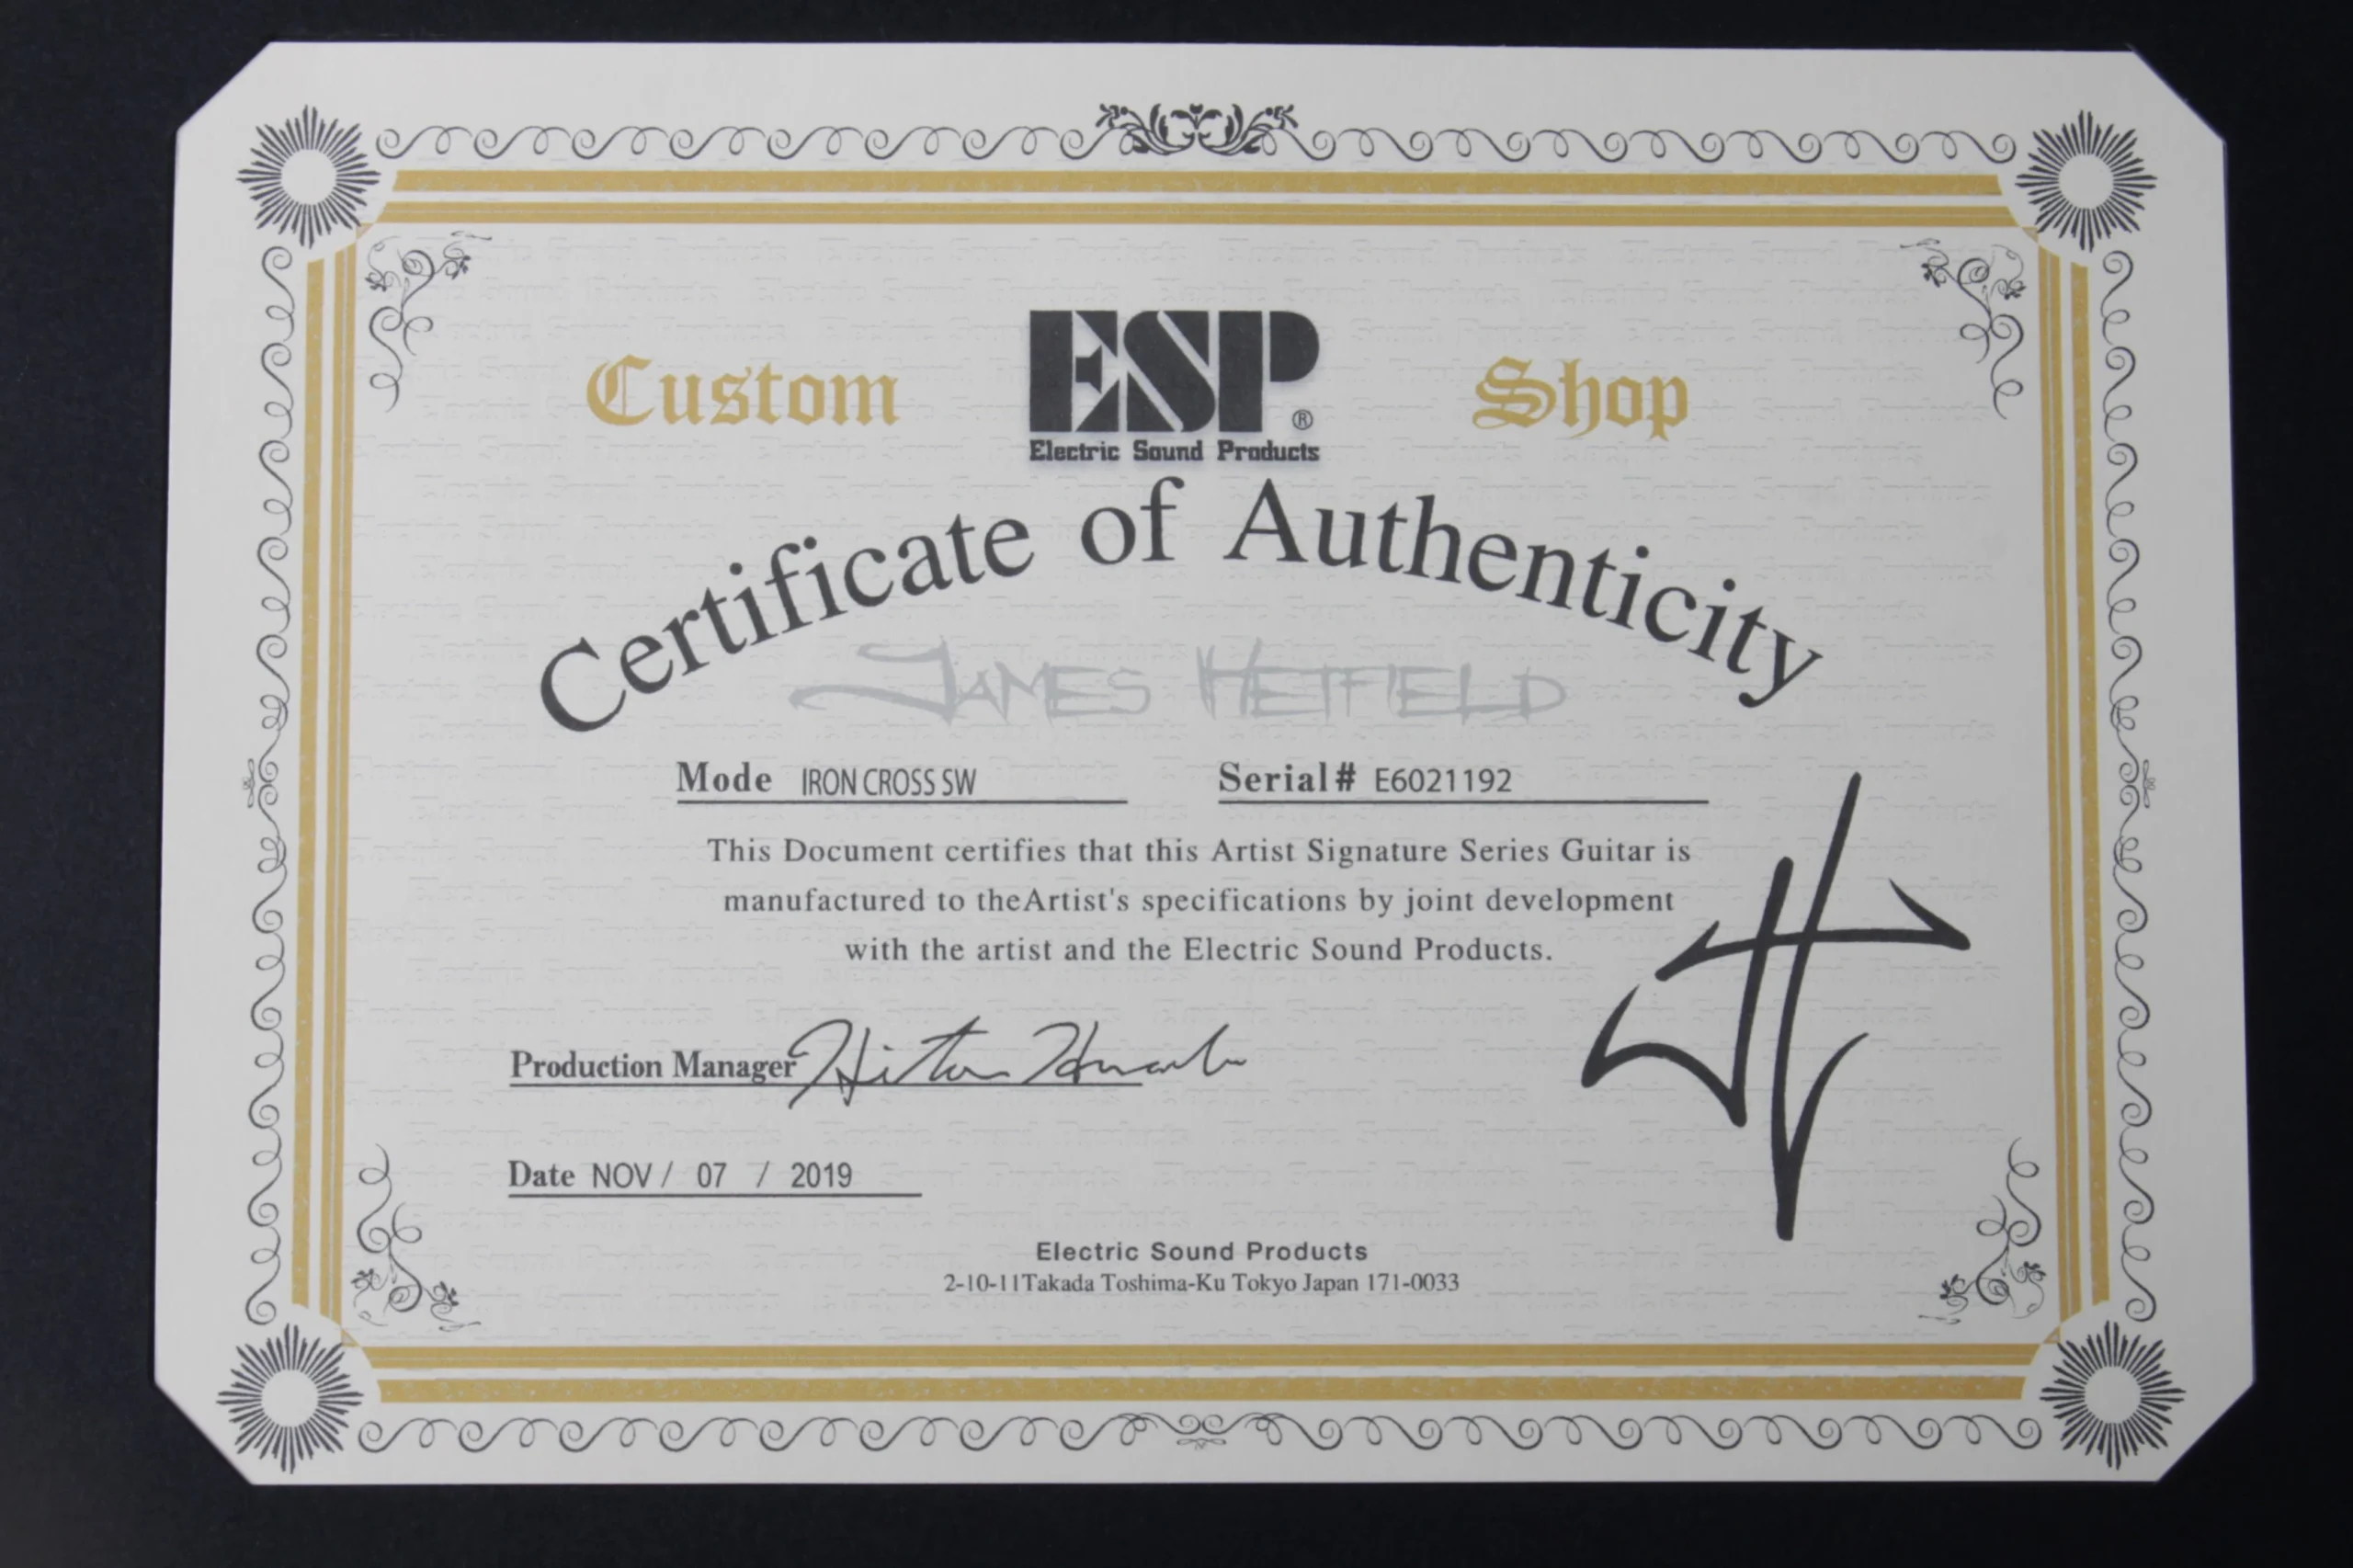 Custom ESP® Shop
Electric Sound Products
Certificate of Authenticity
JAMES HETFIELD
Mode IRON CROSS SW Serial# E6021192
This Document certifies that this Artist Signature Series Guitar is
manufactured to theArtist's specifications by joint development
with the artist and the Electric Sound Products.
Production Manager
Date NOV / 07 / 2019
Electric Sound Products
2-10-11Takada Toshima-Ku Tokyo Japan 171-0033